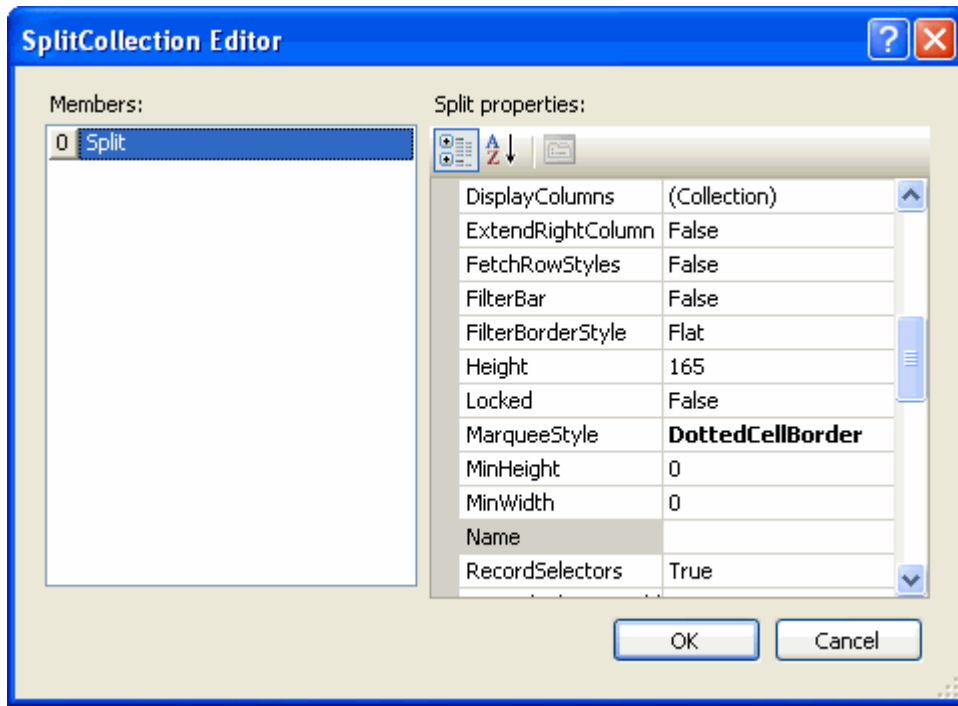 SplitCollection Editor
Members:
Split properties:
0 Split
DisplayColumns (Collection)
ExtendRightColumn False
FetchRowStyles False
FilterBar False
FilterBorderStyle Flat
Height 165
Locked False
MarqueeStyle DottedCellBorder
MinHeight 0
MinWidth 0
Name
RecordSelectors True
OK Cancel